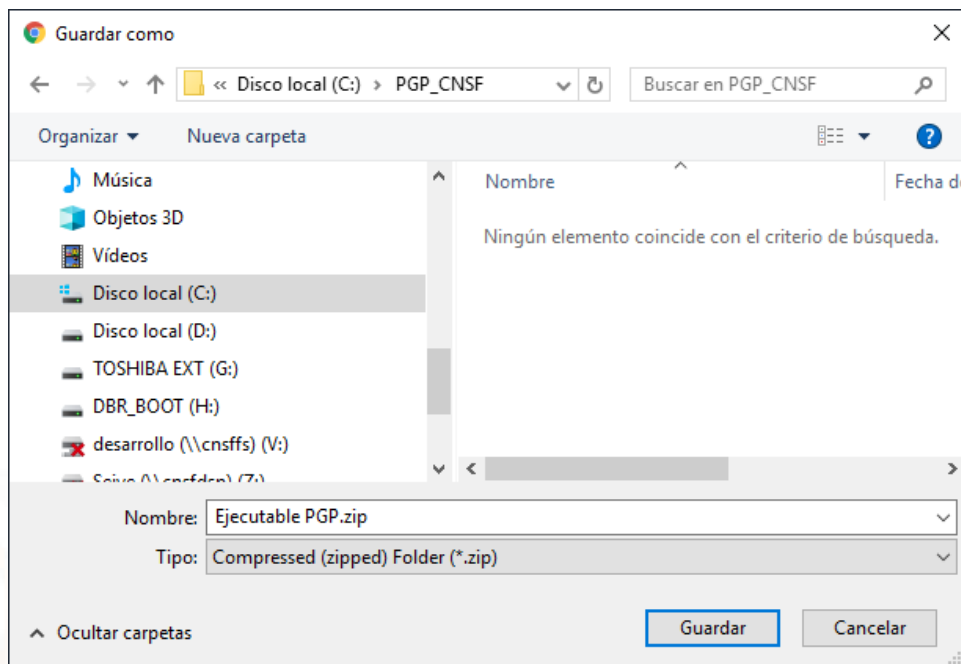 Guardar como
« Disco local (C:) › PGP_CNSF
Buscar en PGP_CNSF
Organizar
Nueva carpeta
Música
Objetos 3D
Vídeos
Disco local (C:)
Disco local (D:)
TOSHIBA EXT (G:)
DBR_BOOT (H:)
desarrollo (\\cnsffs) (V:)
Nombre
Fecha d
Ningún elemento coincide con el criterio de búsqueda.
Nombre: Ejecutable PGP.zip
Tipo: Compressed (zipped) Folder (*.zip)
Ocultar carpetas
Guardar
Cancelar